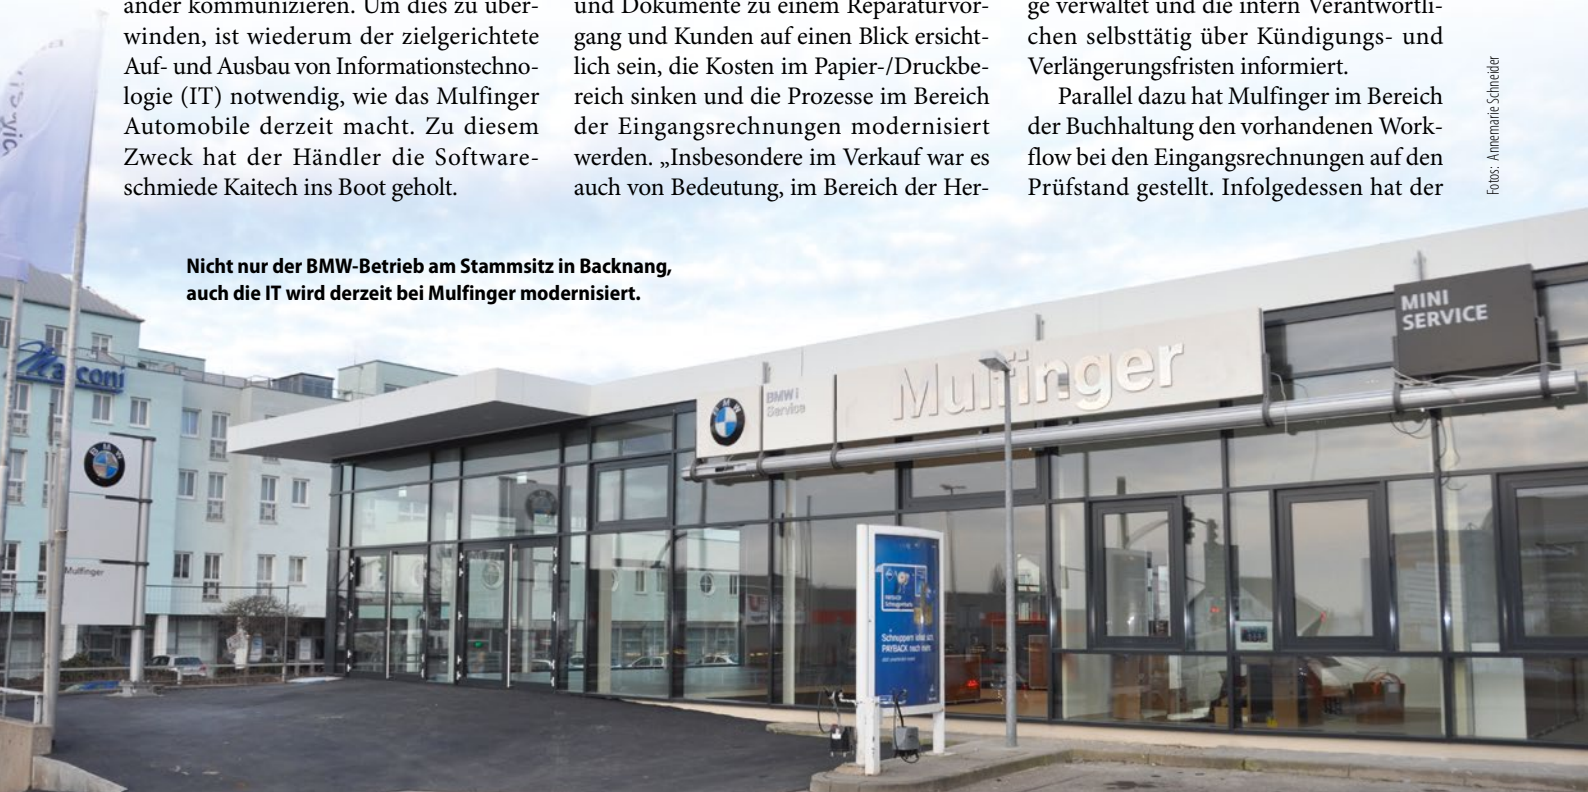 ander kommunizieren. Um dies zu über-
winden, ist wiederum der zielgerichtete
Auf- und Ausbau von Informationstechno-
logie (IT) notwendig, wie das Mulfinger
Automobile derzeit macht. Zu diesem
Zweck hat der Händler die Software-
schmiede Kaitech ins Boot geholt.
und Dokumente zu einem Reparaturvor-
gang und Kunden auf einen Blick ersicht-
lich sein, die Kosten im Papier-/Druckbe-
reich sinken und die Prozesse im Bereich
der Eingangsrechnungen modernisiert
werden. „Insbesondere im Verkauf war es
auch von Bedeutung, im Bereich der Her-
ge verwaltet und die intern Verantwortli-
chen selbsttätig über Kündigungs- und
Verlängerungsfristen informiert.
Parallel dazu hat Mulfinger im Bereich
der Buchhaltung den vorhandenen Work-
flow bei den Eingangsrechnungen auf den
Prüfstand gestellt. Infolgedessen hat der
Fotos: Annemarie Schneider
Nicht nur der BMW-Betrieb am Stammsitz in Backnang,
auch die IT wird derzeit bei Mulfinger modernisiert.
Marconi
BMW
Mulfinger
BMW
BMW i
Service
Mulfinger
MINI
SERVICE
Schnuppern
PAYBACK